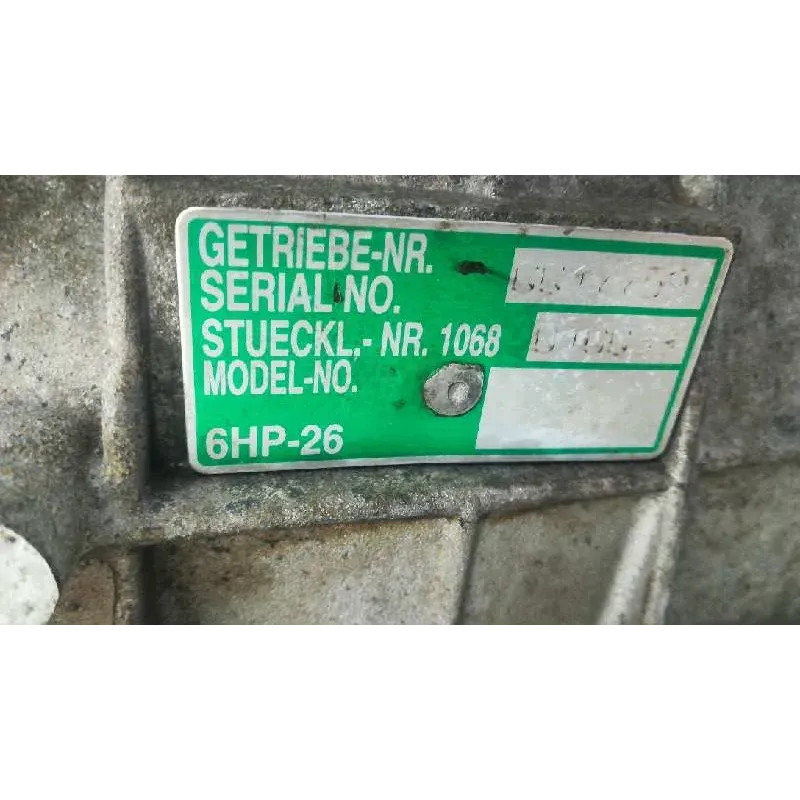 GETRIEBE-NR.
SERIAL NO.
STUECKL.- NR. 1068
MODEL-NO.
6HP-26